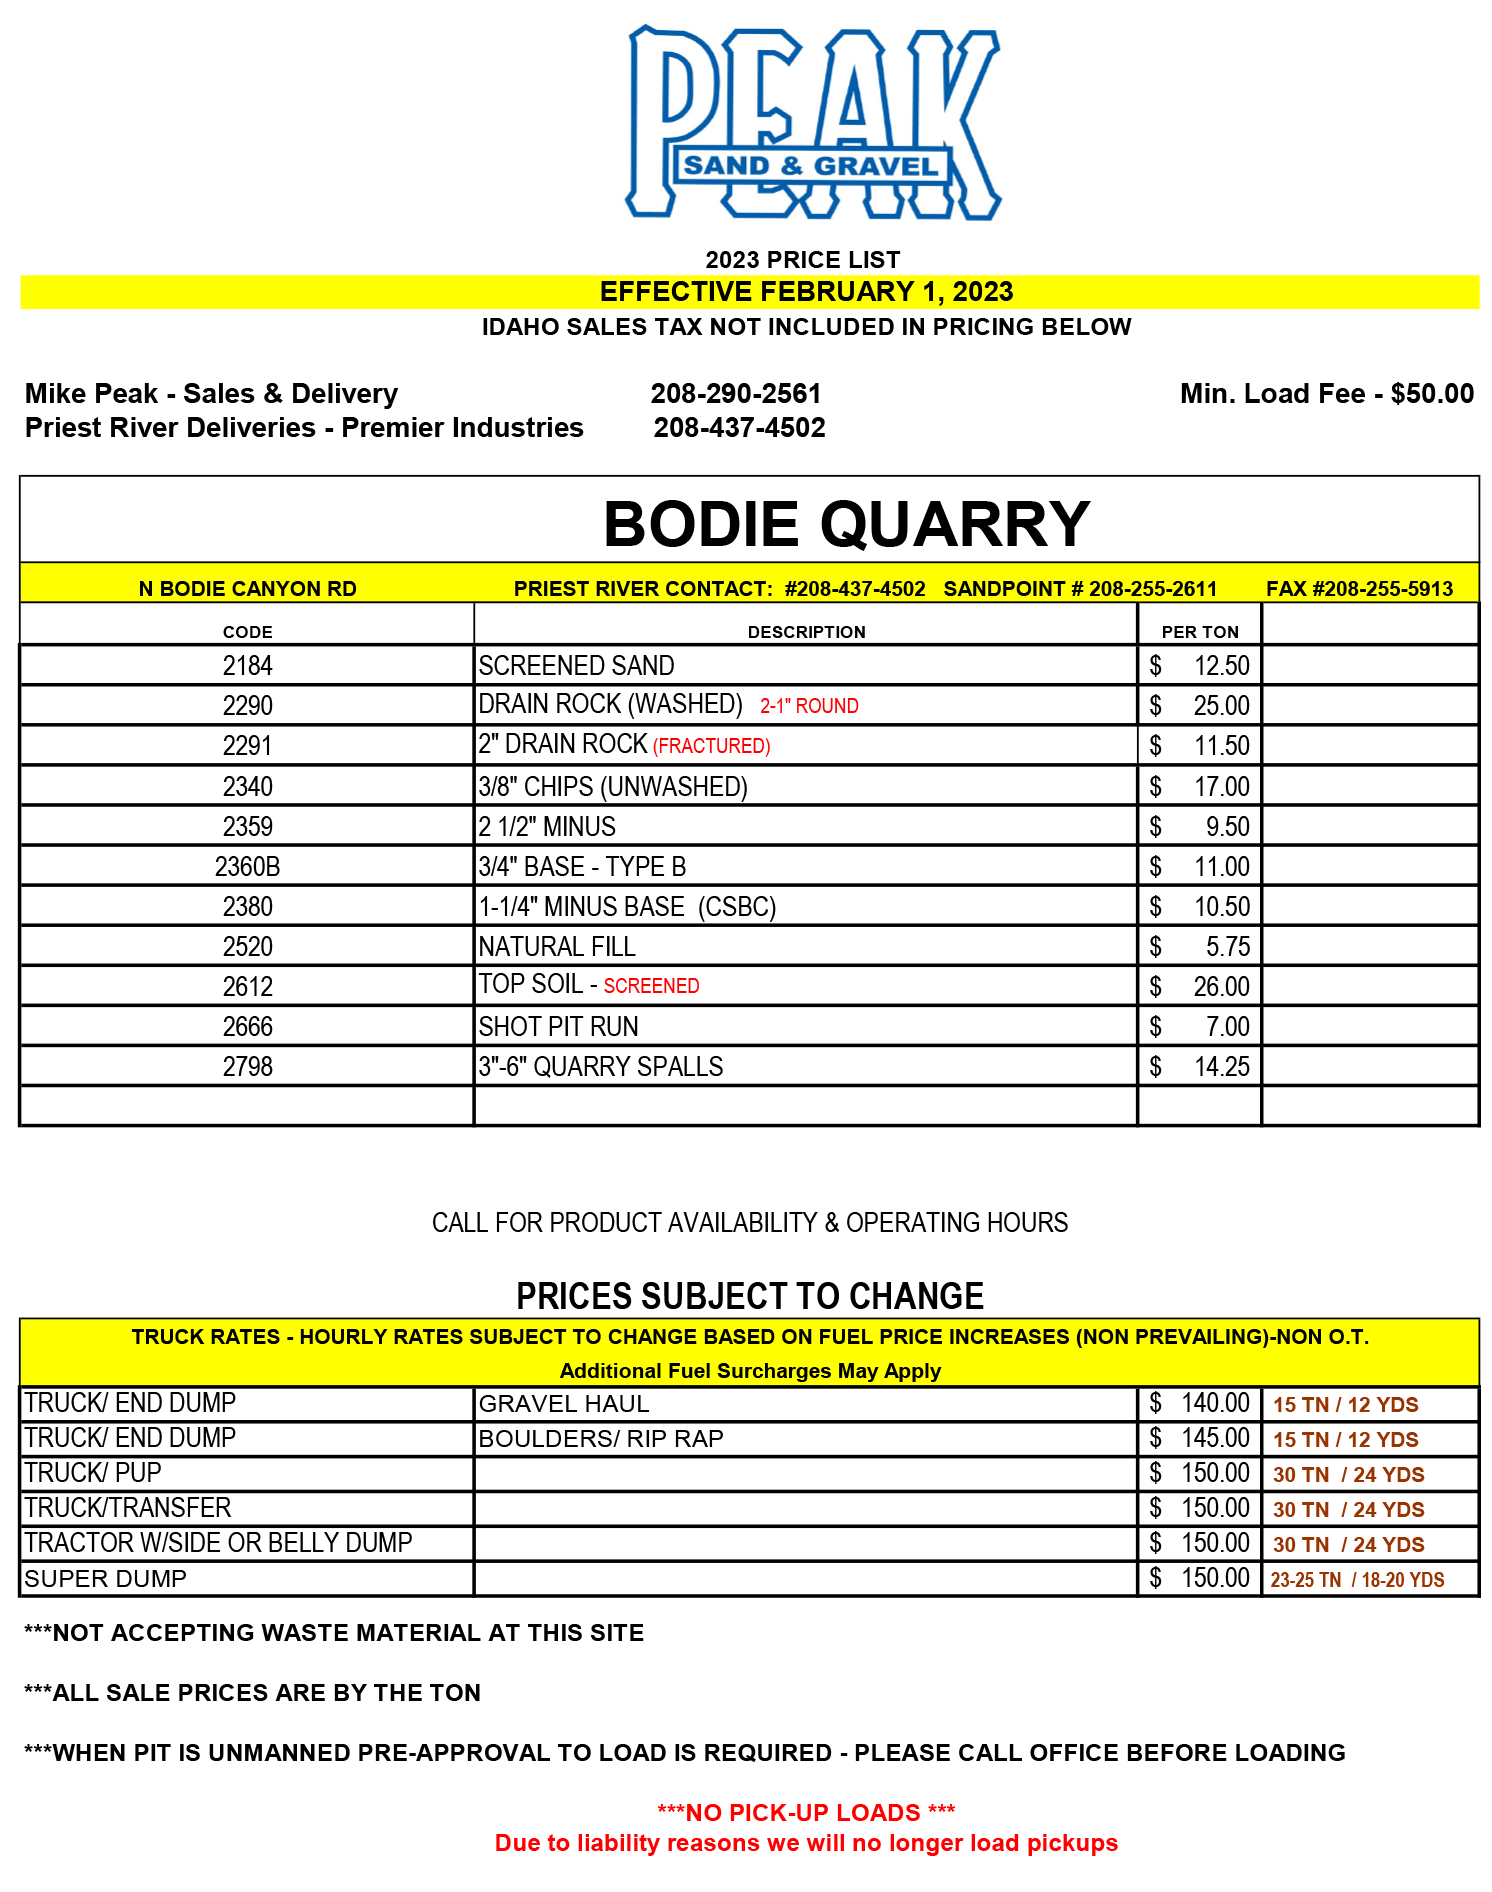 PEAK
SAND & GRAVEL
2023 PRICE LIST
EFFECTIVE FEBRUARY 1, 2023
IDAHO SALES TAX NOT INCLUDED IN PRICING BELOW
Mike Peak - Sales & Delivery 208-290-2561 Min. Load Fee - $50.00
Priest River Deliveries - Premier Industries 208-437-4502
BODIE QUARRY
N BODIE CANYON RD PRIEST RIVER CONTACT: #208-437-4502 SANDPOINT # 208-255-2611 FAX #208-255-5913
CODE DESCRIPTION PER TON
2184 SCREENED SAND $ 12.50
2290 DRAIN ROCK (WASHED) 2-1" ROUND $ 25.00
2291 2" DRAIN ROCK (FRACTURED) $ 11.50
2340 3/8" CHIPS (UNWASHED) $ 17.00
2359 2 1/2" MINUS $ 9.50
2360B 3/4" BASE - TYPE B $ 11.00
2380 1-1/4" MINUS BASE (CSBC) $ 10.50
2520 NATURAL FILL $ 5.75
2612 TOP SOIL - SCREENED $ 26.00
2666 SHOT PIT RUN $ 7.00
2798 3"-6" QUARRY SPALLS $ 14.25
CALL FOR PRODUCT AVAILABILITY & OPERATING HOURS
PRICES SUBJECT TO CHANGE
TRUCK RATES - HOURLY RATES SUBJECT TO CHANGE BASED ON FUEL PRICE INCREASES (NON PREVAILING)-NON O.T.
Additional Fuel Surcharges May Apply
TRUCK/ END DUMP GRAVEL HAUL $ 140.00 15 TN / 12 YDS
TRUCK/ END DUMP BOULDERS/ RIP RAP $ 145.00 15 TN / 12 YDS
TRUCK/ PUP $ 150.00 30 TN / 24 YDS
TRUCK/TRANSFER $ 150.00 30 TN / 24 YDS
TRACTOR W/SIDE OR BELLY DUMP $ 150.00 30 TN / 24 YDS
SUPER DUMP $ 150.00 23-25 TN / 18-20 YDS
***NOT ACCEPTING WASTE MATERIAL AT THIS SITE
***ALL SALE PRICES ARE BY THE TON
***WHEN PIT IS UNMANNED PRE-APPROVAL TO LOAD IS REQUIRED - PLEASE CALL OFFICE BEFORE LOADING
***NO PICK-UP LOADS ***
Due to liability reasons we will no longer load pickups